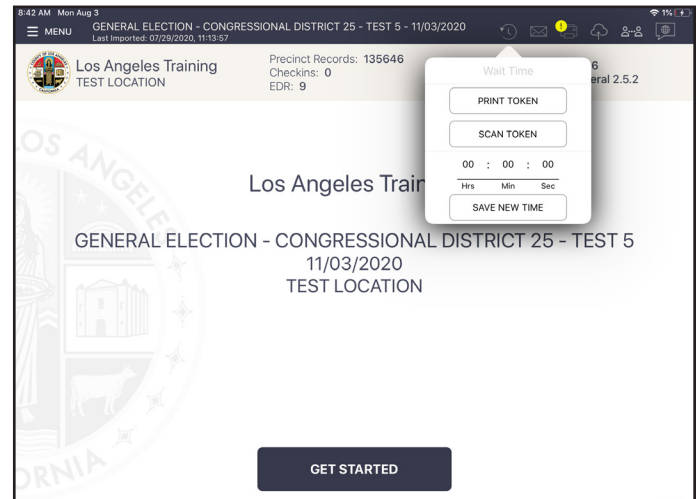 8:42 AM Mon Aug 3
1%
MENU
GENERAL ELECTION - CONGRESSIONAL DISTRICT 25 - TEST 5 - 11/03/2020
Last Imported: 07/29/2020, 11:13:57
Los Angeles Training
TEST LOCATION
Precinct Records: 135646
Checkins: 0
EDR: 9
6
eral 2.5.2
Wait Time
PRINT TOKEN
SCAN TOKEN
00 : 00 : 00
Hrs Min Sec
SAVE NEW TIME
Los Angeles Train
GENERAL ELECTION - CONGRESSIONAL DISTRICT 25 - TEST 5
11/03/2020
TEST LOCATION
GET STARTED
OS ANGELES
ORNIA